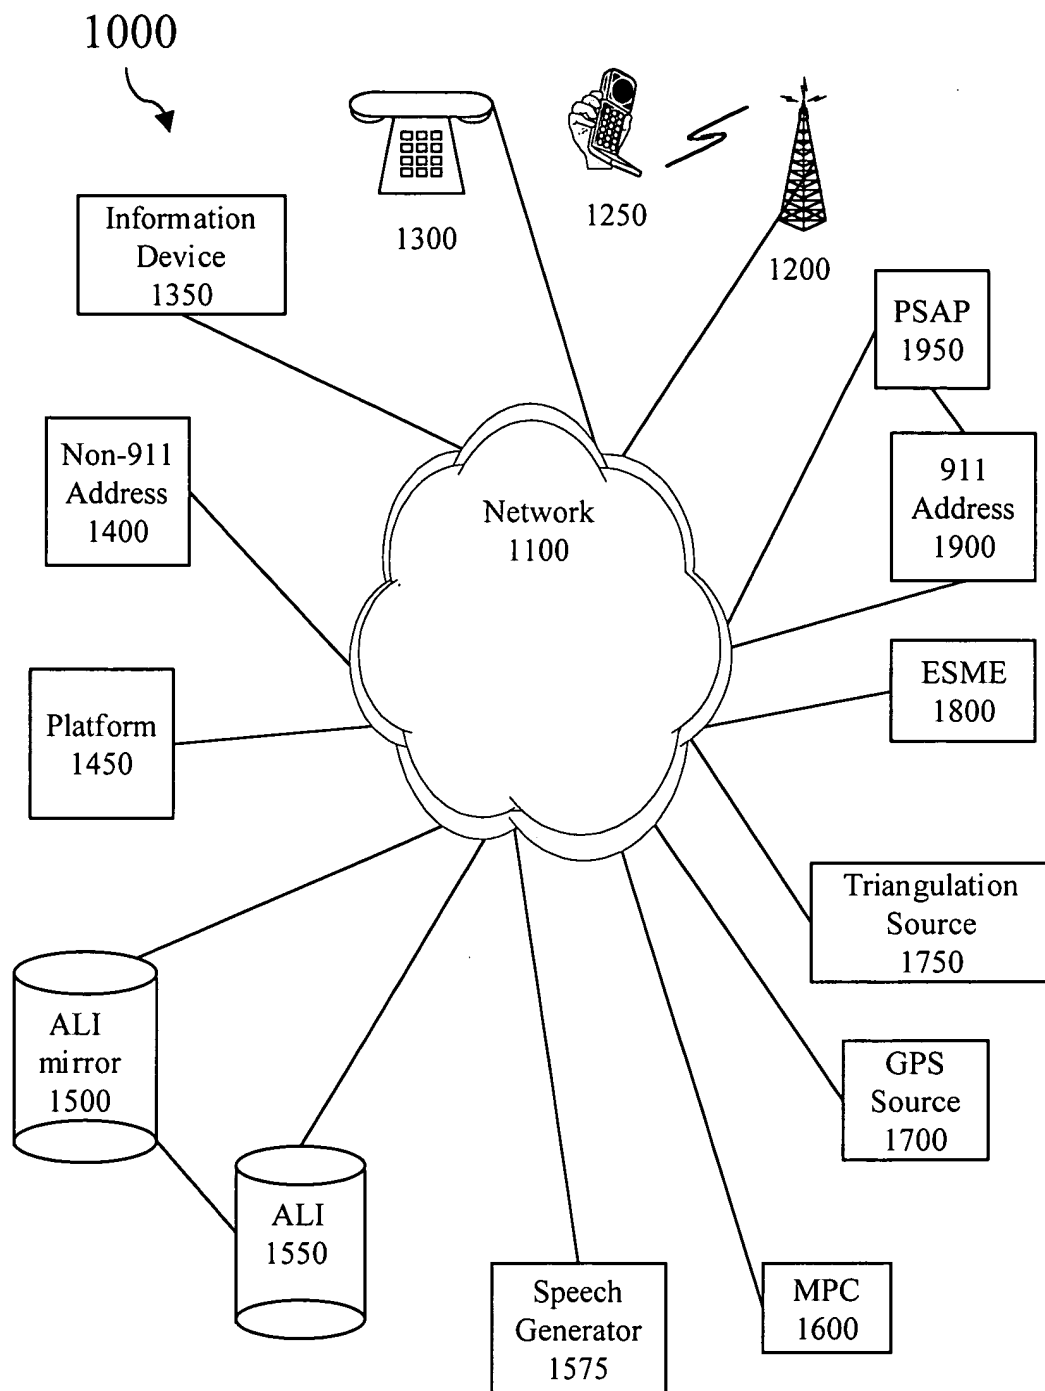 1000
1300
1250
1200
Information
Device
1350
PSAP
1950
Non-911
Address
1400
911
Address
1900
Network
1100
ESME
1800
Platform
1450
Triangulation
Source
1750
ALI
mirror
1500
GPS
Source
1700
ALI
1550
Speech
Generator
1575
MPC
1600